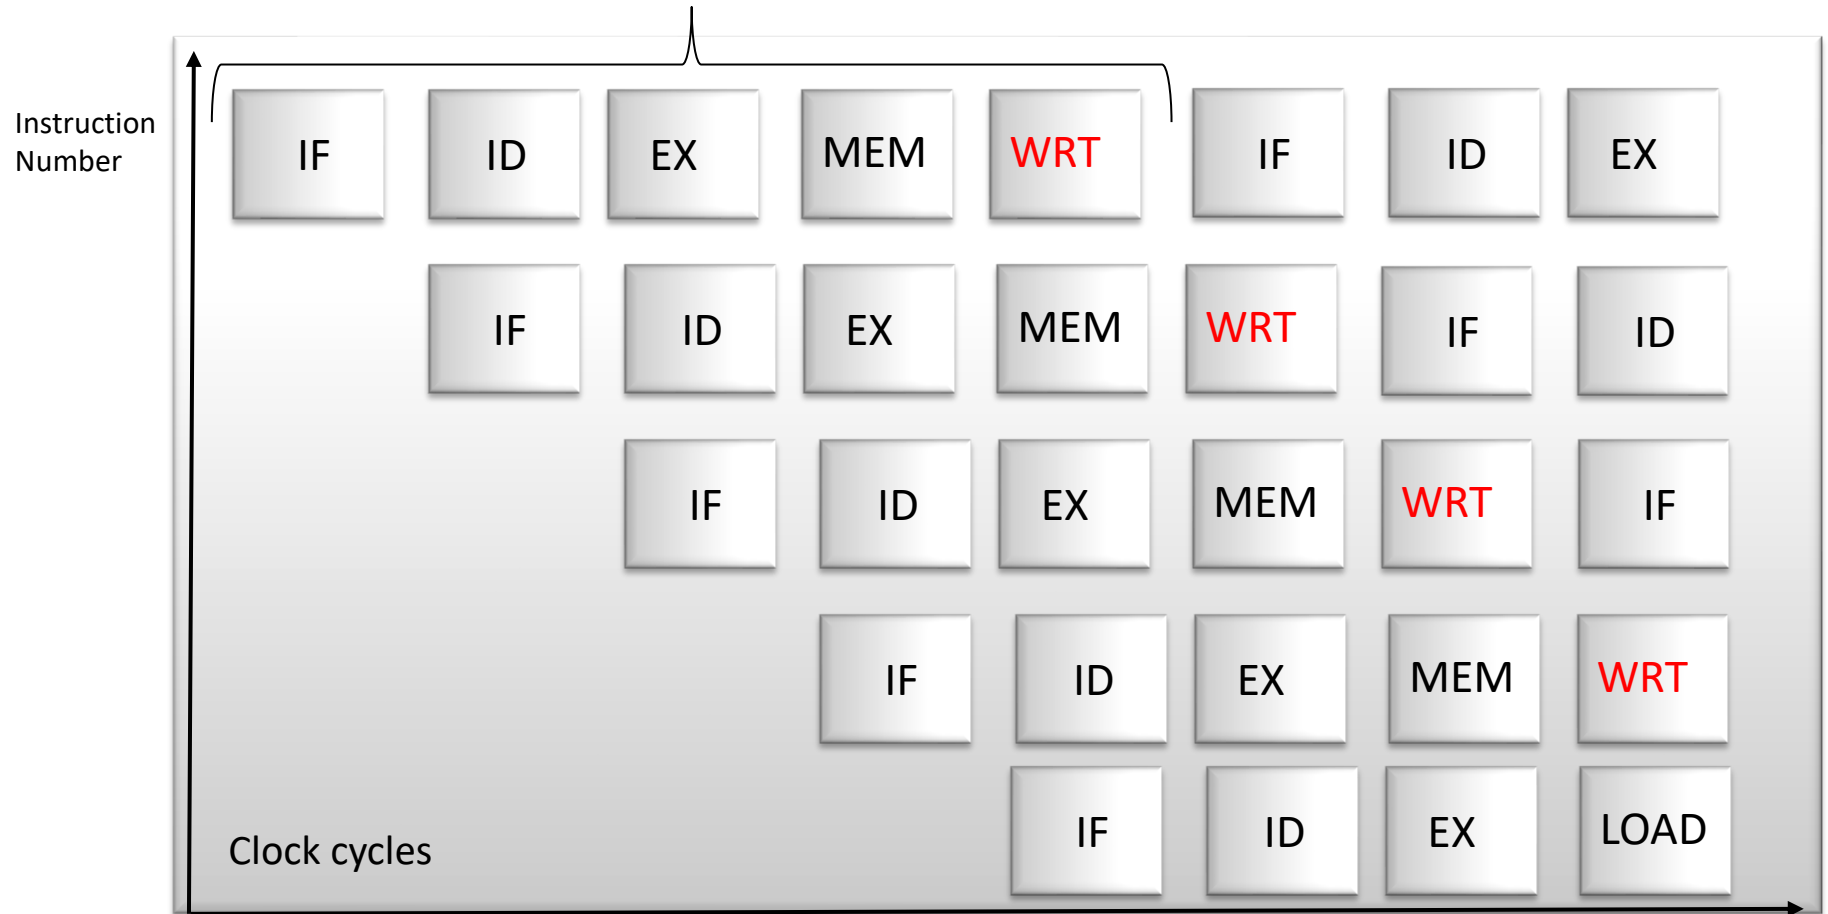 Instruction
Number
IF ID EX MEM WRT IF ID EX
IF ID EX MEM WRT IF ID
IF ID EX MEM WRT IF
IF ID EX MEM WRT
IF ID EX LOAD
Clock cycles